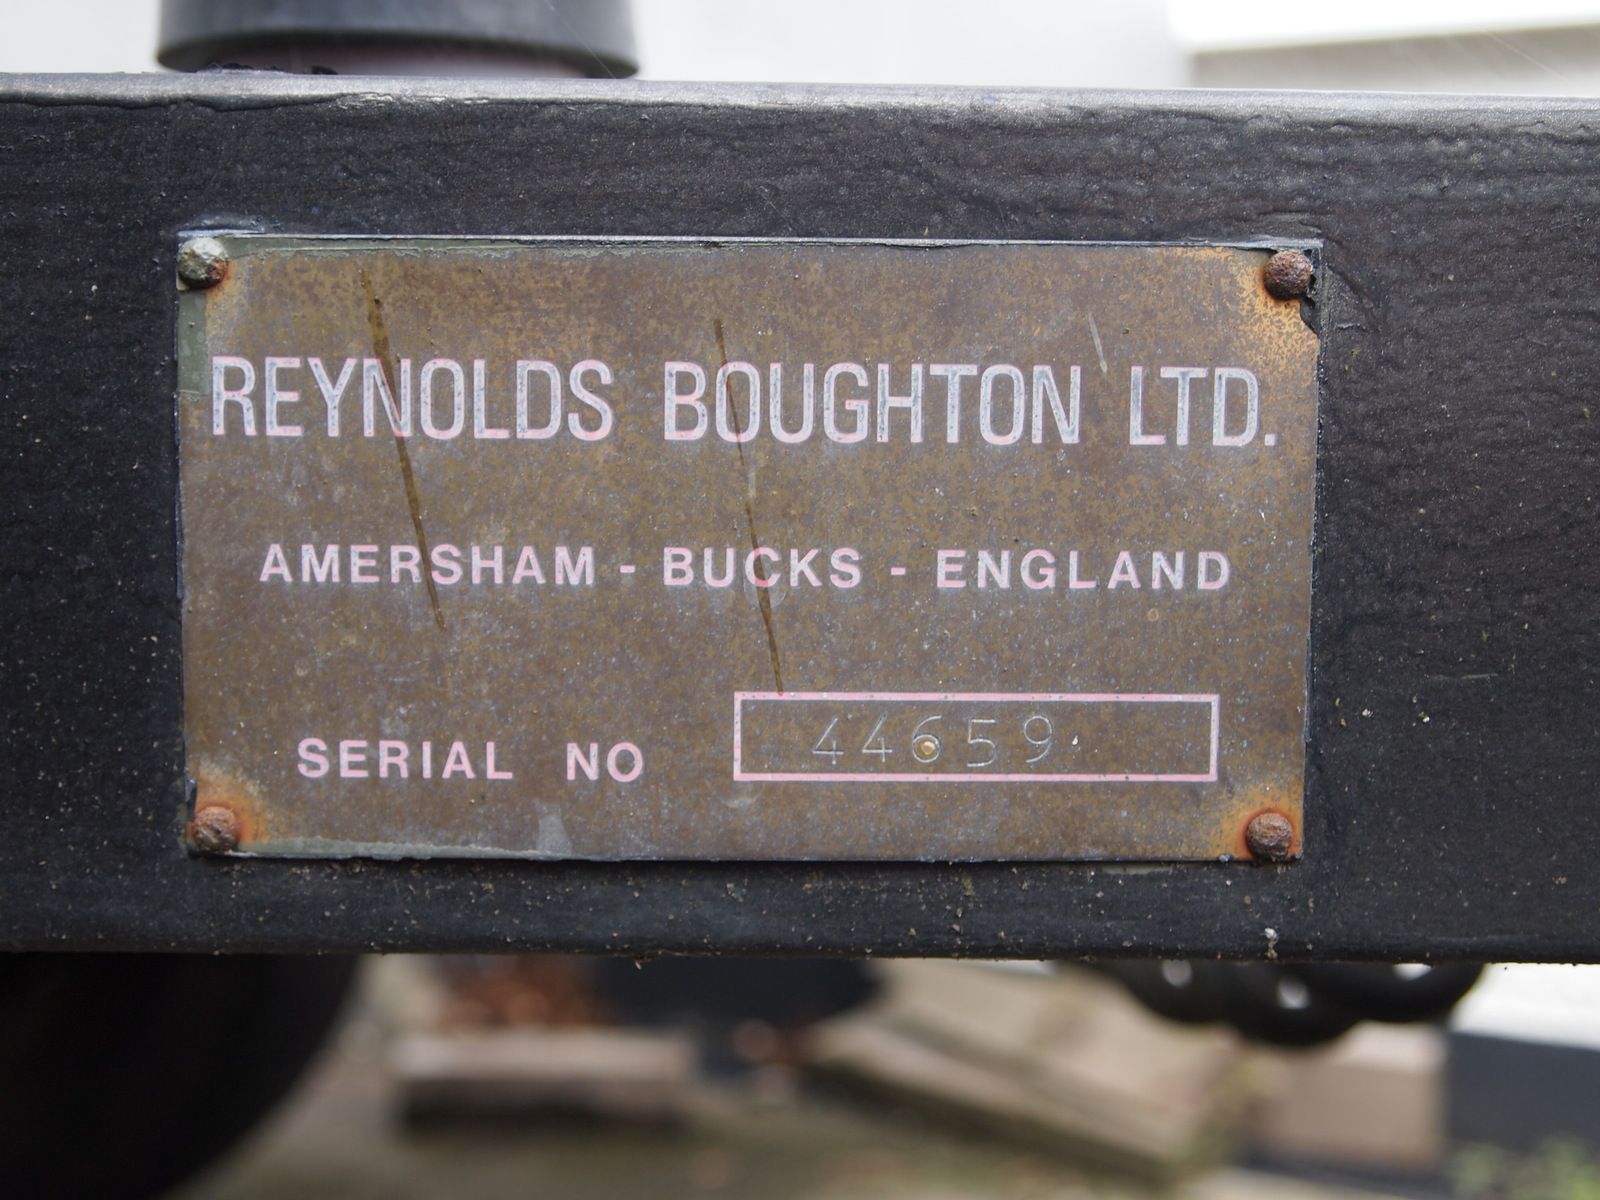 REYNOLDS BOUGHTON LTD.
AMERSHAM - BUCKS - ENGLAND
SERIAL NO 44659